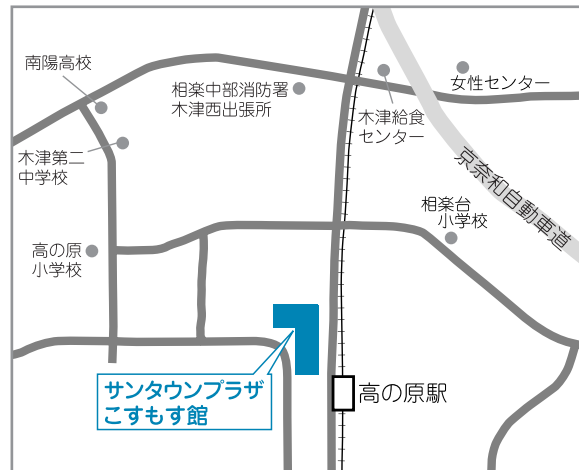 南陽高校
相楽中部消防署
木津西出張所
女性センター
木津給食
センター
木津第二
中学校
京奈和自動車道
相楽台
小学校
高の原
小学校
サンタウンプラザ
こすもす館
高の原駅